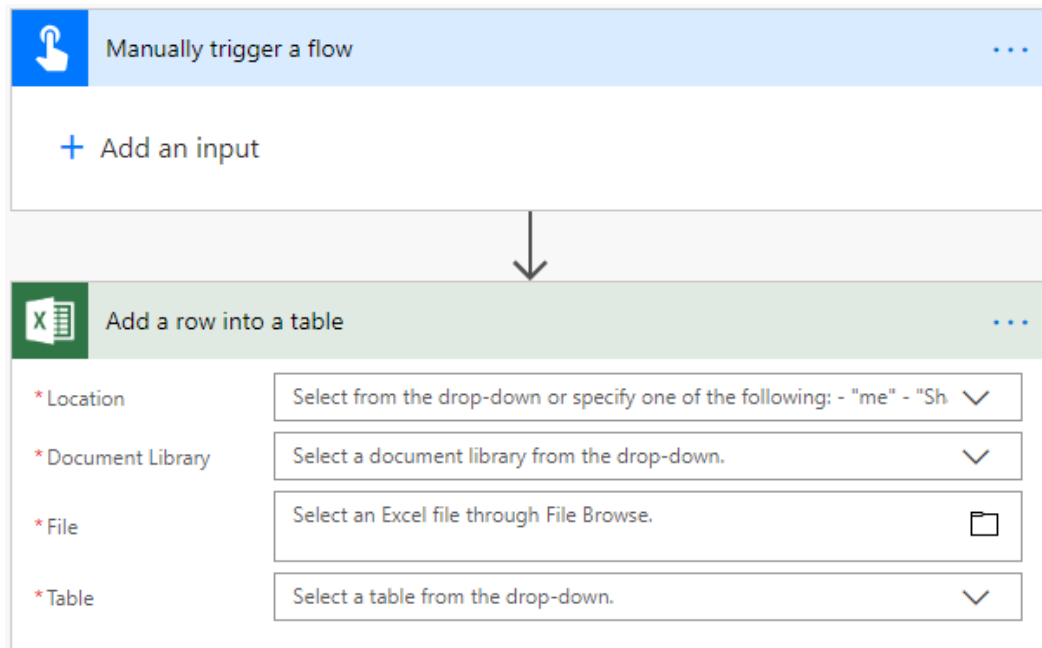 Manually trigger a flow
+ Add an input
X
Add a row into a table
* Location
Select from the drop-down or specify one of the following: - "me" - "Sh
* Document Library
Select a document library from the drop-down.
* File
Select an Excel file through File Browse.
* Table
Select a table from the drop-down.